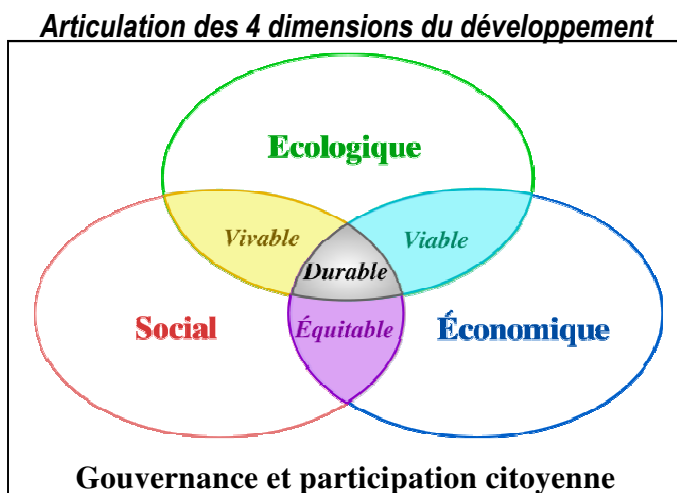 Articulation des 4 dimensions du développement
Ecologique
Vivable
Viable
Durable
Social
Équitable
Économique
Gouvernance et participation citoyenne